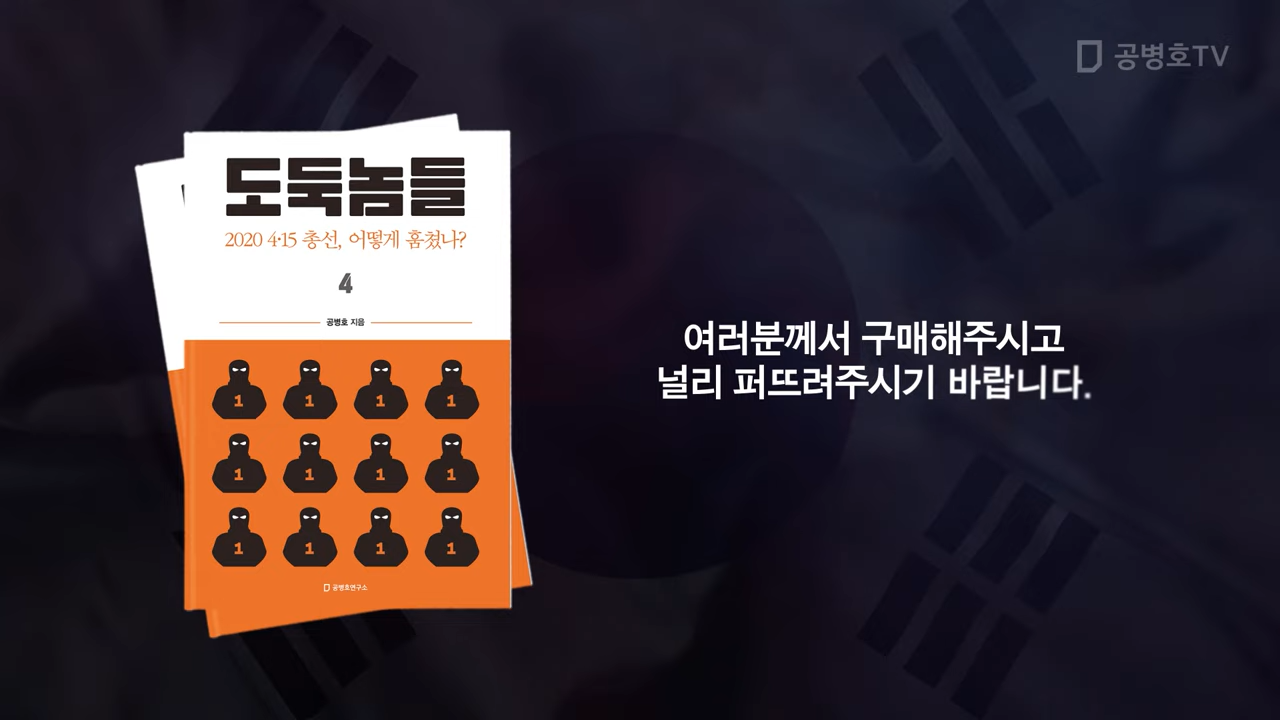 공병호TV
도둑놈들
2020 4·15 총선, 어떻게 훔쳤나?
4
공병호 지음
1 1 1 1
1 1 1 1
1 1 1 1
공병호연구소
여러분께서 구매해주시고
널리 퍼뜨려주시기 바랍니다.